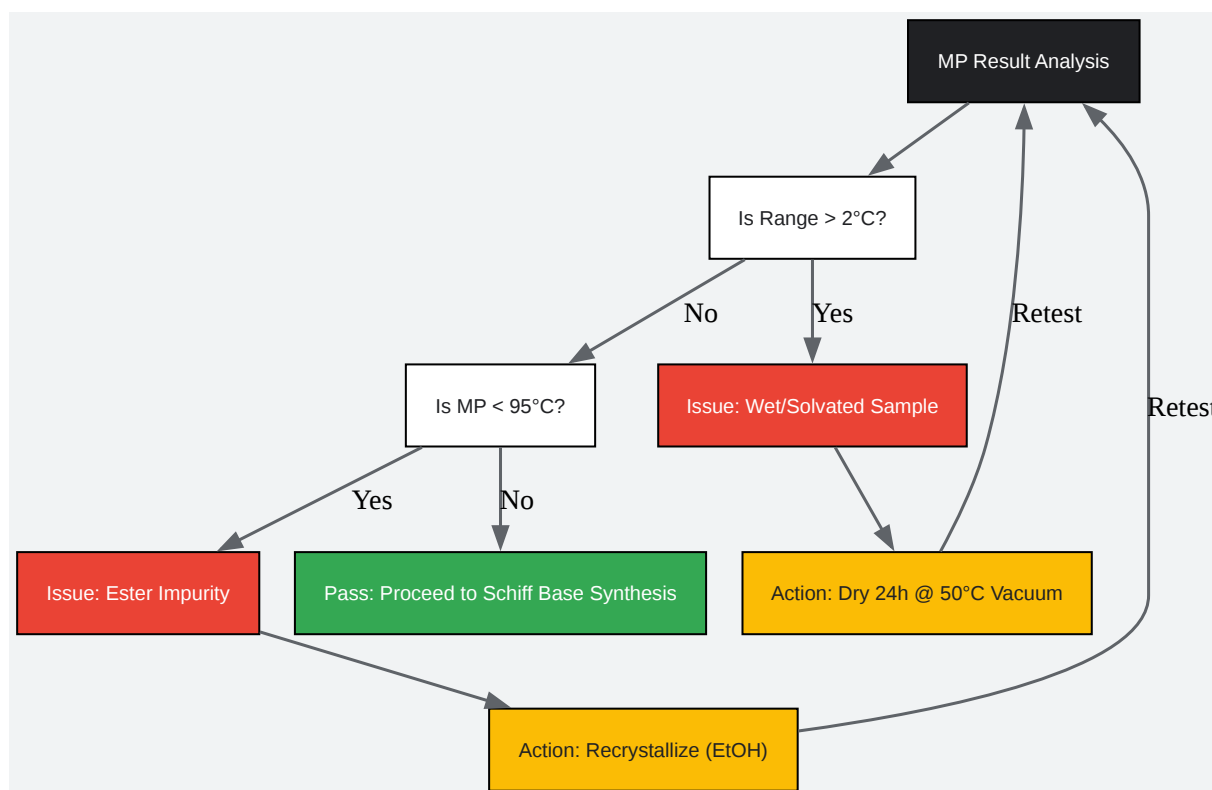 MP Result Analysis
Is Range > 2°C?
No
Yes
Retest
Is MP < 95°C?
Issue: Wet/Solvated Sample
Retest
Yes
No
Issue: Ester Impurity
Pass: Proceed to Schiff Base Synthesis
Action: Dry 24h @ 50°C Vacuum
Action: Recrystallize (EtOH)